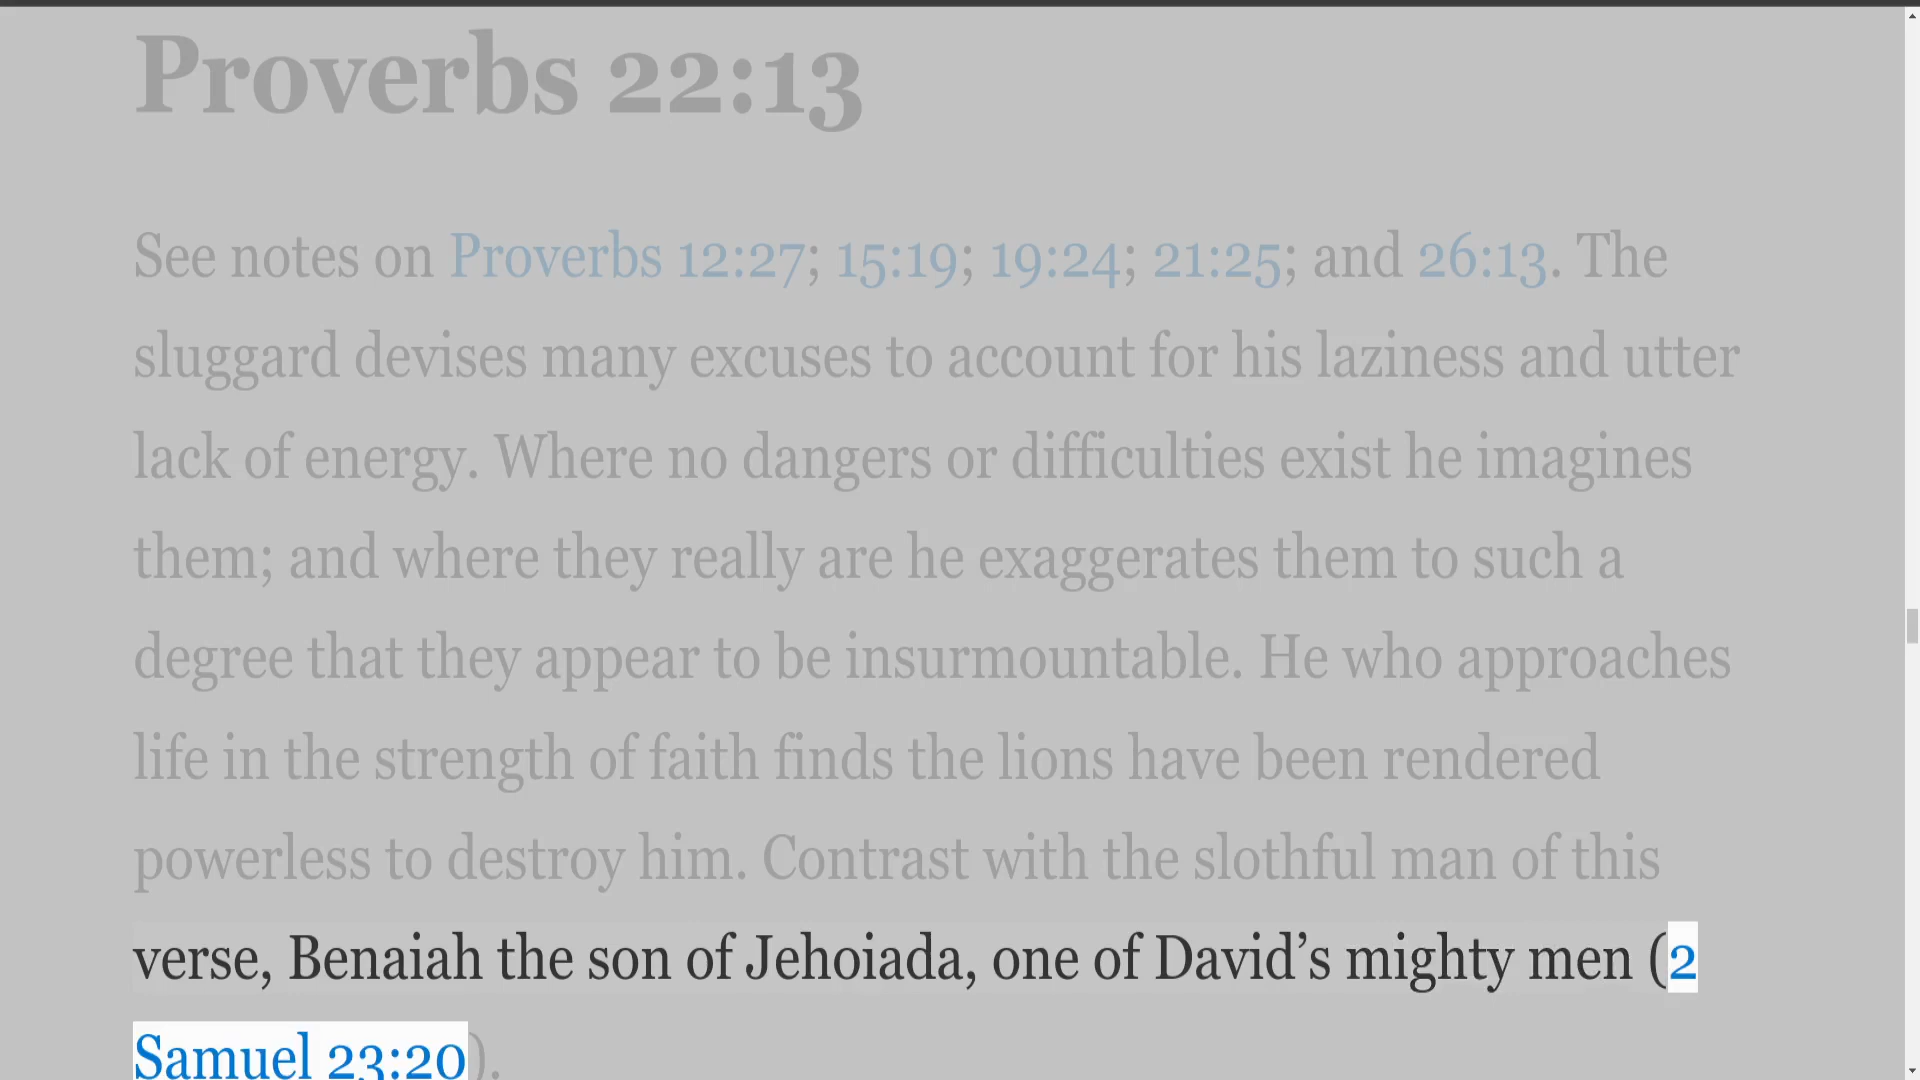 Proverbs 22:13
See notes on Proverbs 12:27; 15:19; 19:24; 21:25; and 26:13. The
sluggard devises many excuses to account for his laziness and utter
lack of energy. Where no dangers or difficulties exist he imagines
them; and where they really are he exaggerates them to such a
degree that they appear to be insurmountable. He who approaches
life in the strength of faith finds the lions have been rendered
powerless to destroy him. Contrast with the slothful man of this
verse, Benaiah the son of Jehoiada, one of David’s mighty men (2
Samuel 23:20).